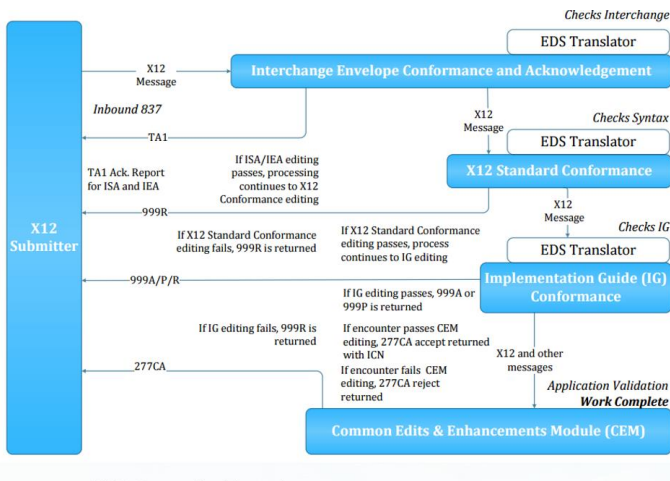 Checks Interchange
EDS Translator
Interchange Envelope Conformance and Acknowledgement
X12
Message
Inbound 837
TA1
X12
Message
Checks Syntax
EDS Translator
X12 Standard Conformance
TA1 Ack. Report
for ISA and IEA
If ISA/IEA editing
passes, processing
continues to X12
Conformance editing
999R
X12
Message
Checks IG
EDS Translator
X12
Submitter
If X12 Standard Conformance
editing fails, 999R is returned
If X12 Standard Conformance
editing passes, process
continues to IG editing
999A/P/R
Implementation Guide (IG)
Conformance
If IG editing passes, 999A or
999P is returned
If IG editing fails, 999R is
returned
If encounter passes CEM
editing, 277CA accept returned
with ICN
If encounter fails CEM
editing, 277CA reject
returned
X12 and other
messages
277CA
Application Validation
Work Complete
Common Edits & Enhancements Module (CEM)